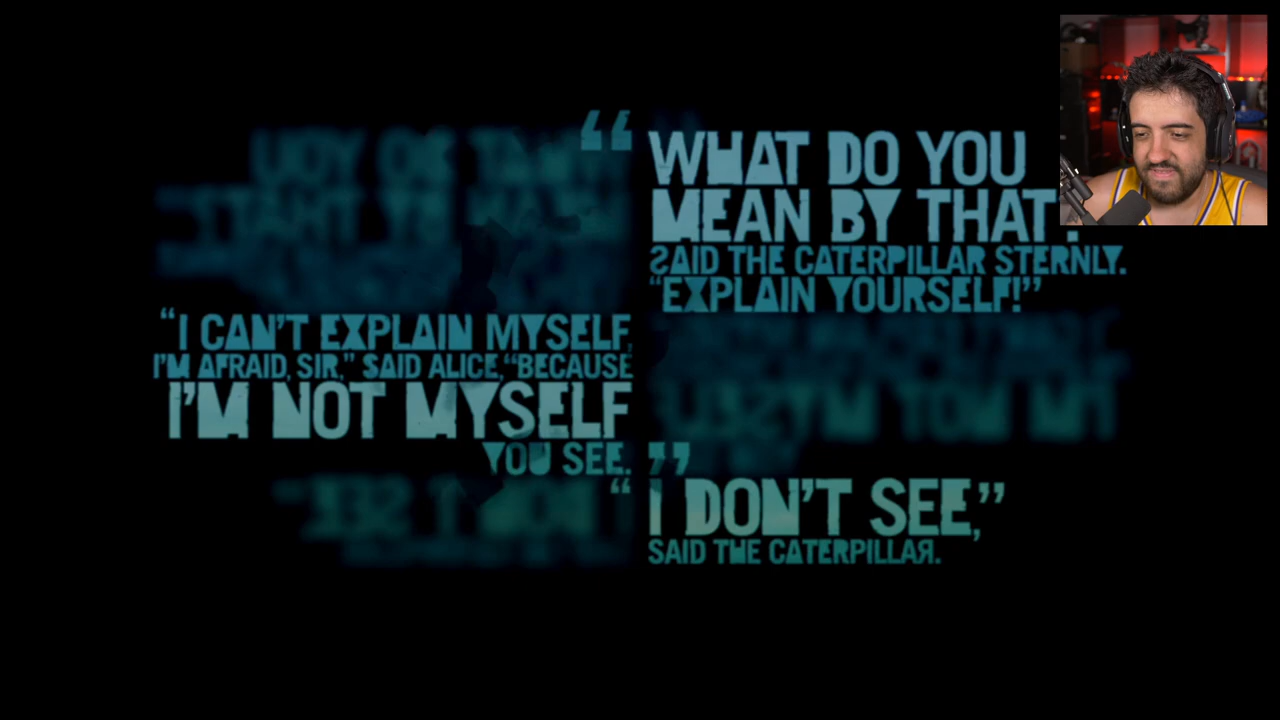 “WHAT DO YOU
MEAN BY THAT?
SAID THE CATERPILLAR STERNLY.
“EXPLAIN YOURSELF!”
“I CAN’T EXPLAIN MYSELF,
I’M AFRAID, SIR,” SAID ALICE,“BECAUSE
I’M NOT MYSELF
YOU SEE.”
“I DON’T SEE,”
SAID THE CATERPILLAR.